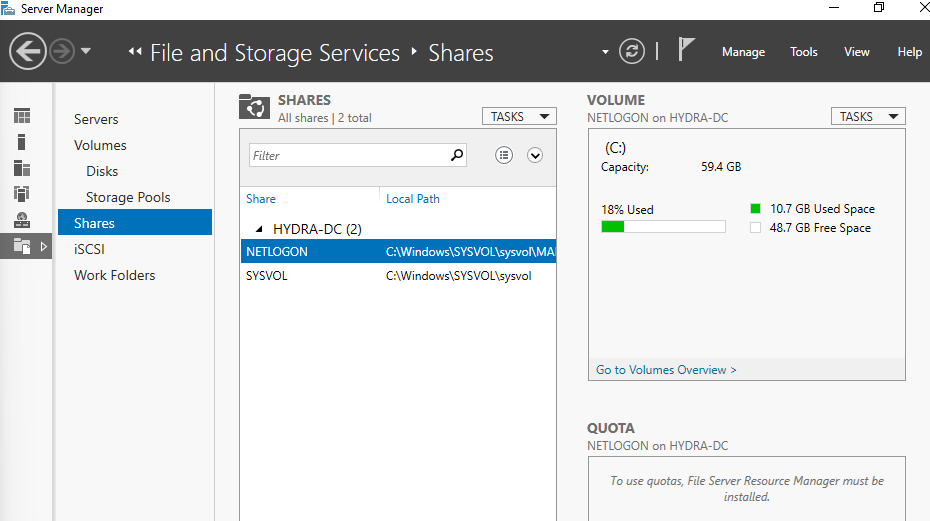 Server Manager
File and Storage Services Shares
Manage Tools View Help
Servers
Volumes
Disks
Storage Pools
Shares
iSCSI
Work Folders
SHARES
All shares | 2 total
TASKS
Filter
Share Local Path
HYDRA-DC (2)
NETLOGON C:\Windows\SYSVOL\sysvol\MA
SYSVOL C:\Windows\SYSVOL\sysvol
VOLUME
NETLOGON on HYDRA-DC
TASKS
(C:)
Capacity: 59.4 GB
18% Used
10.7 GB Used Space
48.7 GB Free Space
Go to Volumes Overview >
QUOTA
NETLOGON on HYDRA-DC
To use quotas, File Server Resource Manager must be
installed.